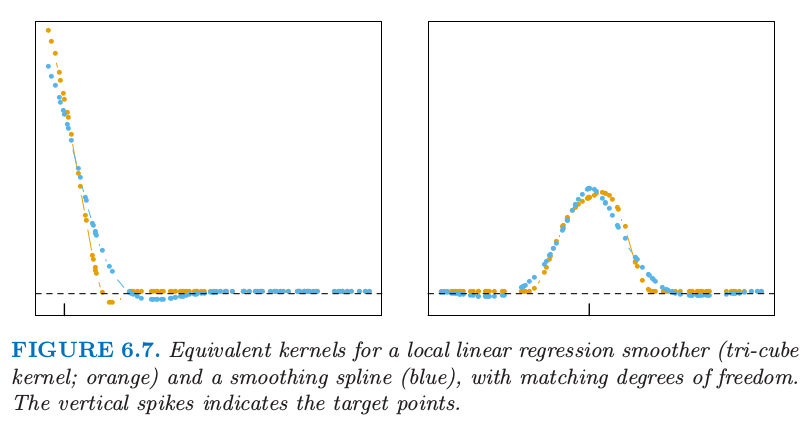 FIGURE 6.7. Equivalent kernels for a local linear regression smoother (tri-cube
kernel; orange) and a smoothing spline (blue), with matching degrees of freedom.
The vertical spikes indicates the target points.